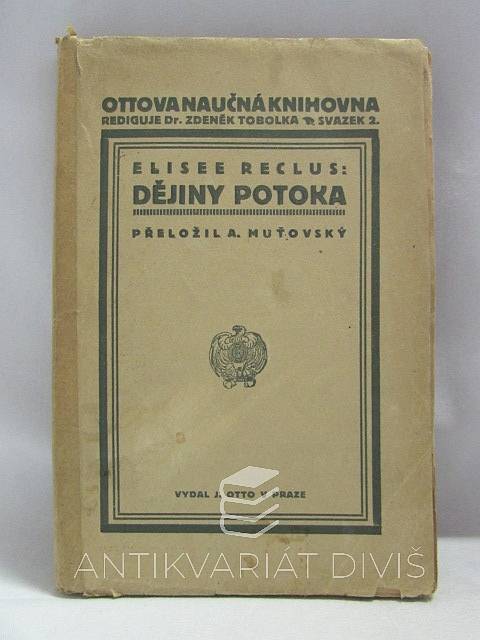 OTTOVA NAUČNÁ KNIHOVNA
REDIGUJE Dr. ZDENĚK TOBOLKA SVAZEK 2.
ELISEE RECLUS:
DĚJINY POTOKA
PŘELOŽIL A. MUŤOVSKÝ
VYDAL J. OTTO V PRAZE
ANTIKVARIÁT DIVIŠ